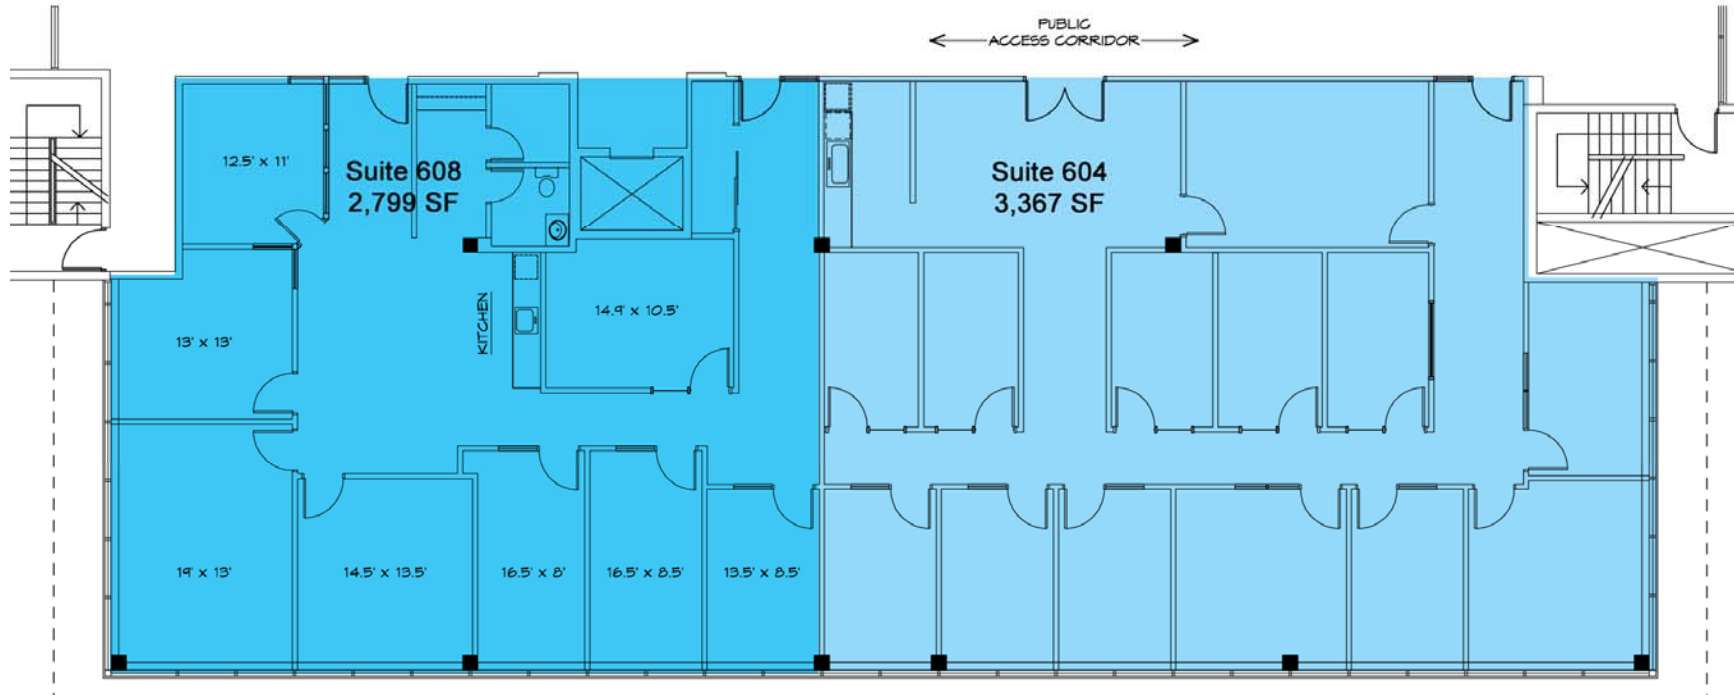 PUBLIC
ACCESS CORRIDOR
12.5' x 11'
Suite 608
2,799 SF
Suite 604
3,367 SF
13' x 13'
KITCHEN
14.9' x 10.5'
19' x 13'
14.5' x 13.5'
16.5' x 8'
16.5' x 8.5'
13.5' x 8.5'